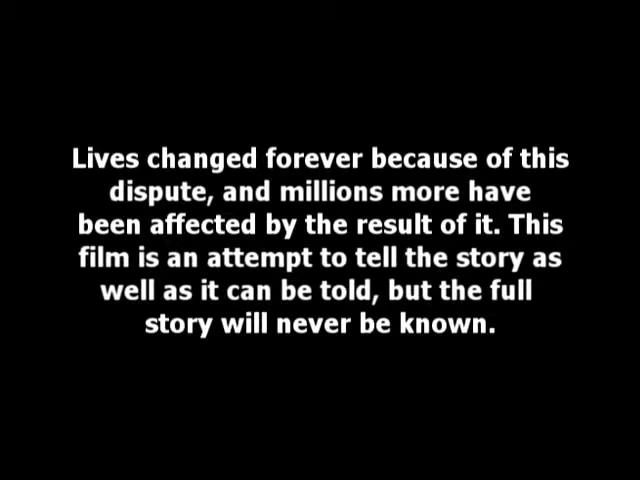 Lives changed forever because of this
dispute, and millions more have
been affected by the result of it. This
film is an attempt to tell the story as
well as it can be told, but the full
story will never be known.